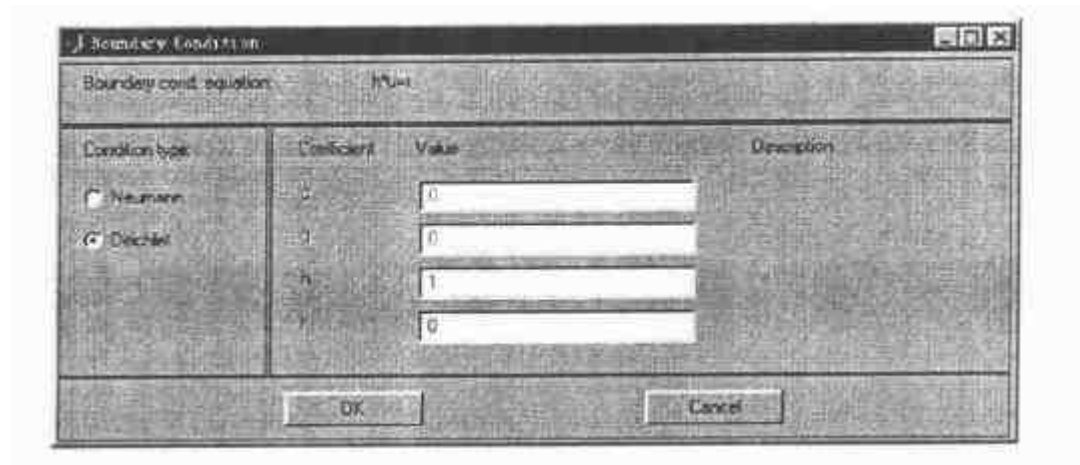 Boundary Condition
Boundary cond. equation: h*u=r
Condition type:
Coefficient Value Description
Neumann
Dirichlet
g 0
q 0
h 1
r 0
OK Cancel